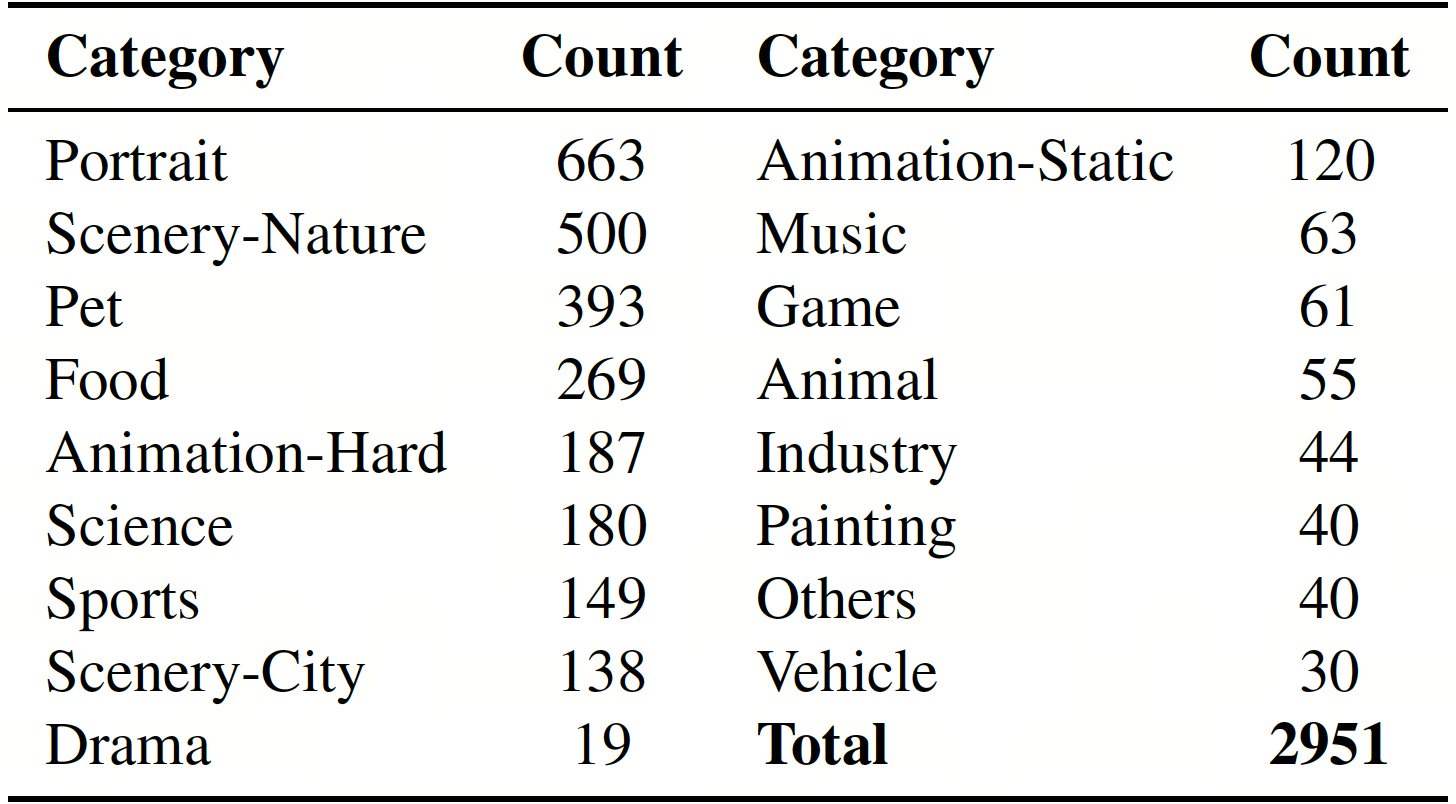 Category Count Category Count
Portrait 663 Animation-Static 120
Scenery-Nature 500 Music 63
Pet 393 Game 61
Food 269 Animal 55
Animation-Hard 187 Industry 44
Science 180 Painting 40
Sports 149 Others 40
Scenery-City 138 Vehicle 30
Drama 19 Total 2951